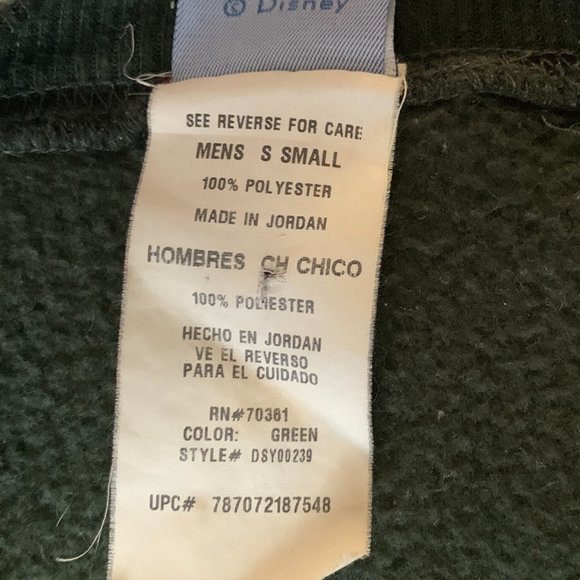 © Disney
SEE REVERSE FOR CARE
MENS S SMALL
100% POLYESTER
MADE IN JORDAN
HOMBRES CH CHICO
100% POLIESTER
HECHO EN JORDAN
VE EL REVERSO
PARA EL CUIDADO
RN#70361
COLOR: GREEN
STYLE# DSY00239
UPC# 787072187548